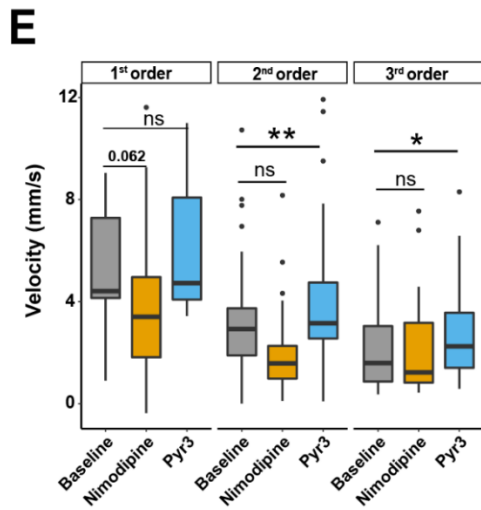 E
1st order
2nd order
3rd order
Velocity (mm/s)
12
8
4
0
ns
0.062
**
ns
*
ns
Baseline
Nimodipine
Pyr3
Baseline
Nimodipine
Pyr3
Baseline
Nimodipine
Pyr3